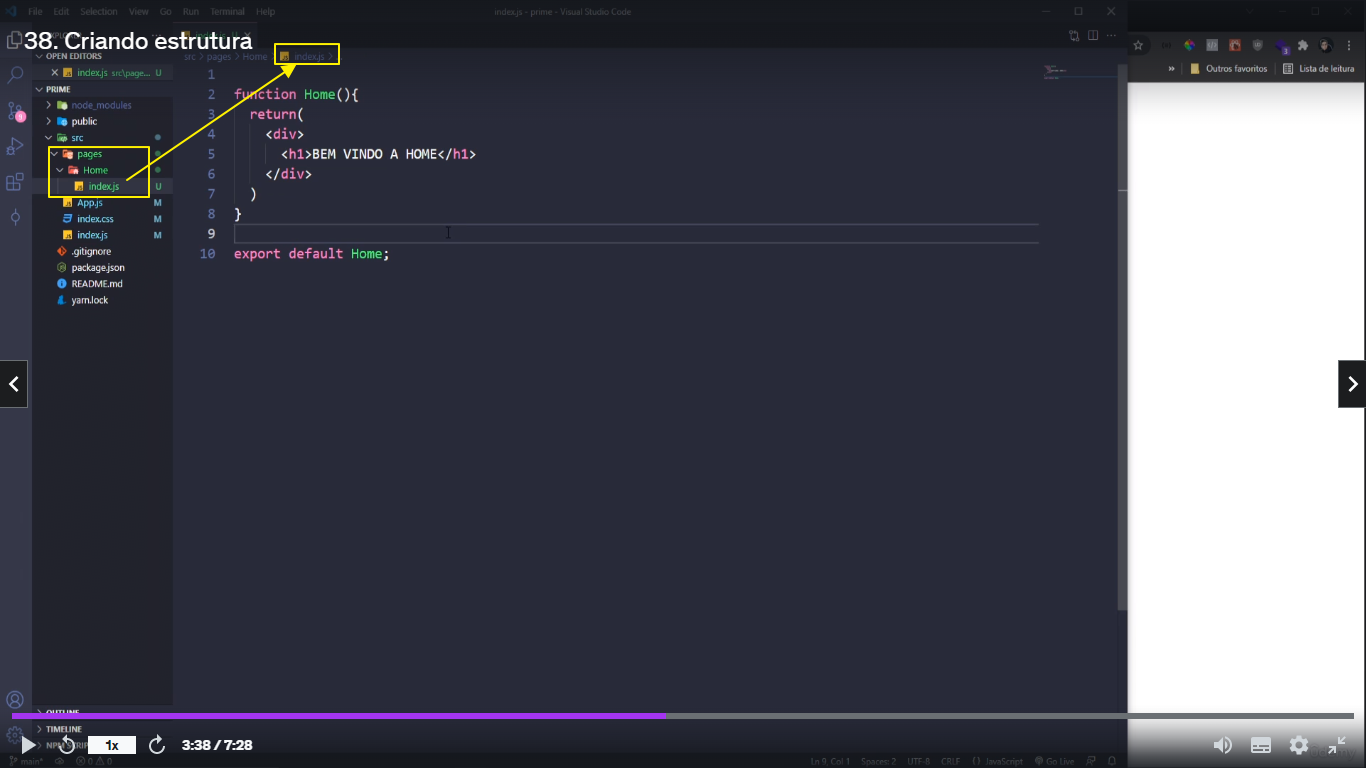 File Edit Selection View Go Run Terminal Help
index.js - prime - Visual Studio Code
38. Criando estrutura
OPEN EDITORS
index.js src\page... U
PRIME
node_modules
public
src
pages
Home
index.js U
App.js M
index.css M
index.js M
.gitignore
package.json
README.md
yarn.lock
src > pages > Home > index.js >
1
2 function Home(){
3 return(
4 <div>
5 <h1>BEM VINDO A HOME</h1>
6 </div>
7 )
8 }
9
10 export default Home;
» Outros favoritos Lista de leitura
OUTLINE
TIMELINE
1x
3:38 / 7:28
main*
0 0
Ln 9, Col 1 Spaces: 2 UTF-8 CRLF JavaScript Go Live